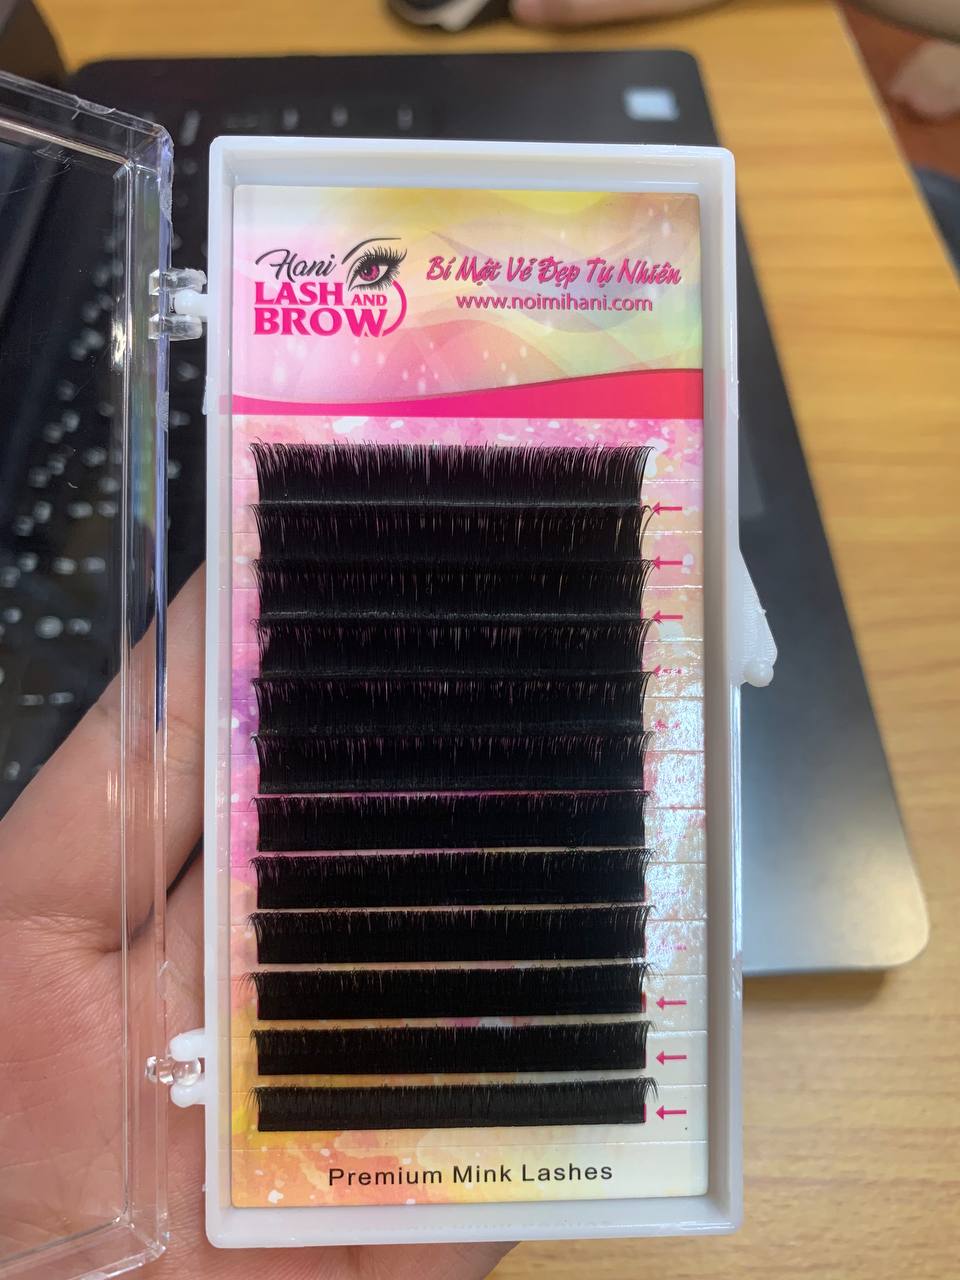 Hani
LASH AND
BROW
Bí Mật Vẻ Đẹp Tự Nhiên
www.noimihani.com
Premium Mink Lashes